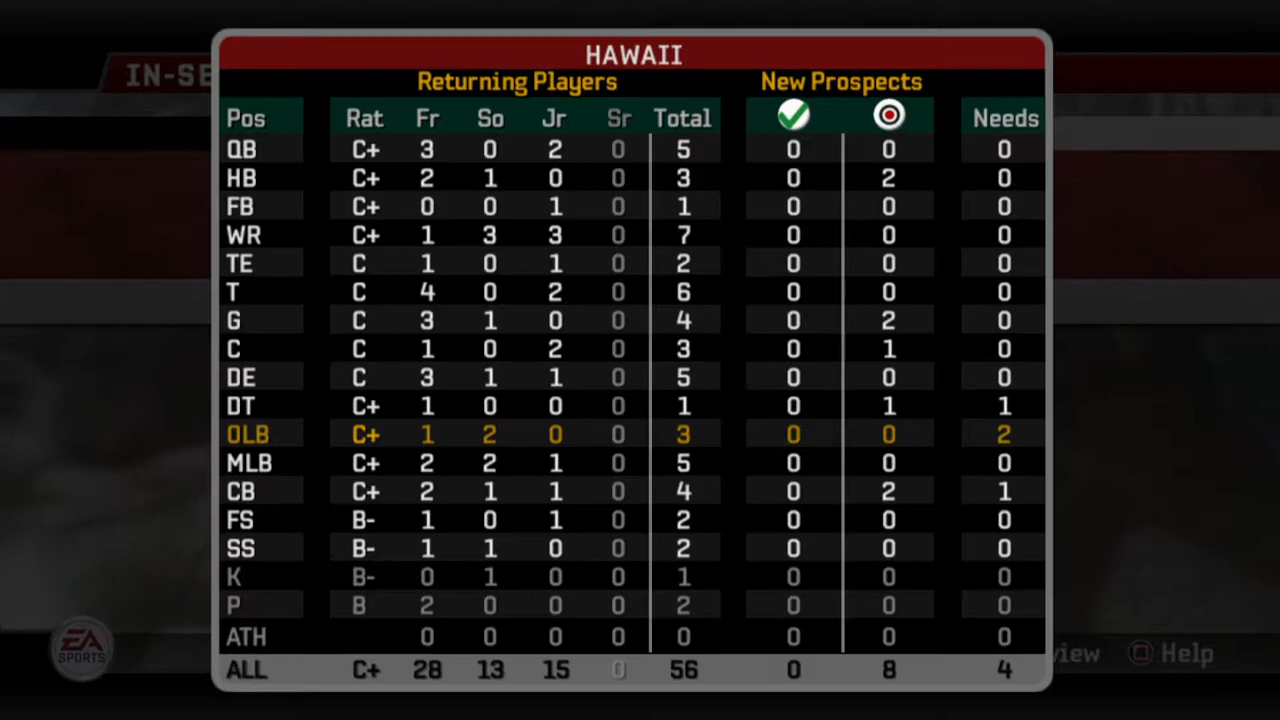 HAWAII
IN-SE
Returning Players New Prospects
Pos Rat Fr So Jr Sr Total Needs
QB C+ 3 0 2 0 5 0 0 0
HB C+ 2 1 0 0 3 0 2 0
FB C+ 0 0 1 0 1 0 0 0
WR C+ 1 3 3 0 7 0 0 0
TE C 1 0 1 0 2 0 0 0
T C 4 0 2 0 6 0 0 0
G C 3 1 0 0 4 0 2 0
C C 1 0 2 0 3 0 1 0
DE C 3 1 1 0 5 0 0 0
DT C+ 1 0 0 0 1 0 1 1
OLB C+ 1 2 0 0 3 0 0 2
MLB C+ 2 2 1 0 5 0 0 0
CB C+ 2 1 1 0 4 0 2 1
FS B- 1 0 1 0 2 0 0 0
SS B- 1 1 0 0 2 0 0 0
K B- 0 1 0 0 1 0 0 0
P B 2 0 0 0 2 0 0 0
ATH 0 0 0 0 0 0 0 0
ALL C+ 28 13 15 0 56 0 8 4
EA
SPORTS
view Help